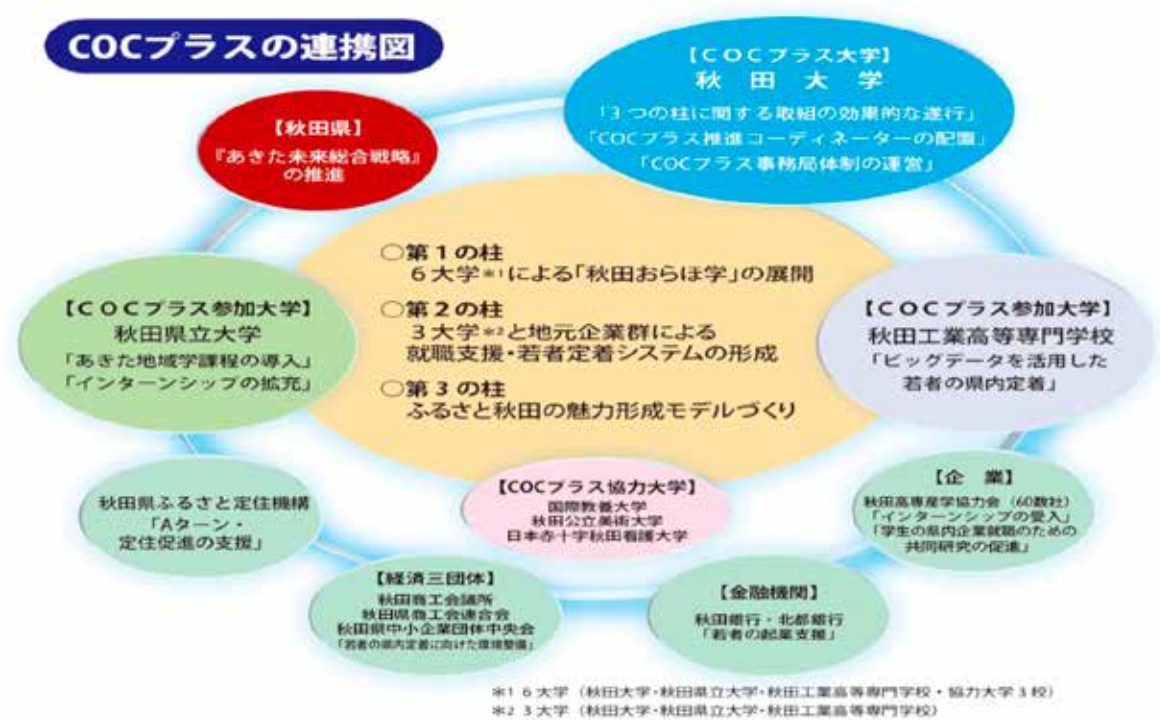 COCプラスの連携図
【COCプラス大学】
秋田大学
「3つの柱に関する取組の効果的な遂行」
「COCプラス推進コーディネーターの配置」
「COCプラス事務局体制の運営」
【秋田県】
『あきた未来総合戦略』
の推進
○第1の柱
6大学*1による「秋田おらほ学」の展開
○第2の柱
3大学*2と地元企業群による
就職支援・若者定着システムの形成
○第3の柱
ふるさと秋田の魅力形成モデルづくり
【COCプラス参加大学】
秋田県立大学
「あきた地域学課程の導入」
「インターンシップの拡充」
【COCプラス参加大学】
秋田工業高等専門学校
「ビッグデータを活用した
若者の県内定着」
秋田県ふるさと定住機構
「Aターン・
定住促進の支援」
【COCプラス協力大学】
国際教養大学
秋田公立美術大学
日本赤十字秋田看護大学
【企業】
秋田高専産学協力会（60数社）
「インターンシップの受入」
「学生の県内企業就職のための
共同研究の促進」
【経済三団体】
秋田商工会議所
秋田県商工会連合会
秋田県中小企業団体中央会
「若者の県内定着に向けた環境整備」
【金融機関】
秋田銀行・北都銀行
「若者の起業支援」
*1 6大学（秋田大学・秋田県立大学・秋田工業高等専門学校・協力大学3校）
*2 3大学（秋田大学・秋田県立大学・秋田工業高等専門学校）